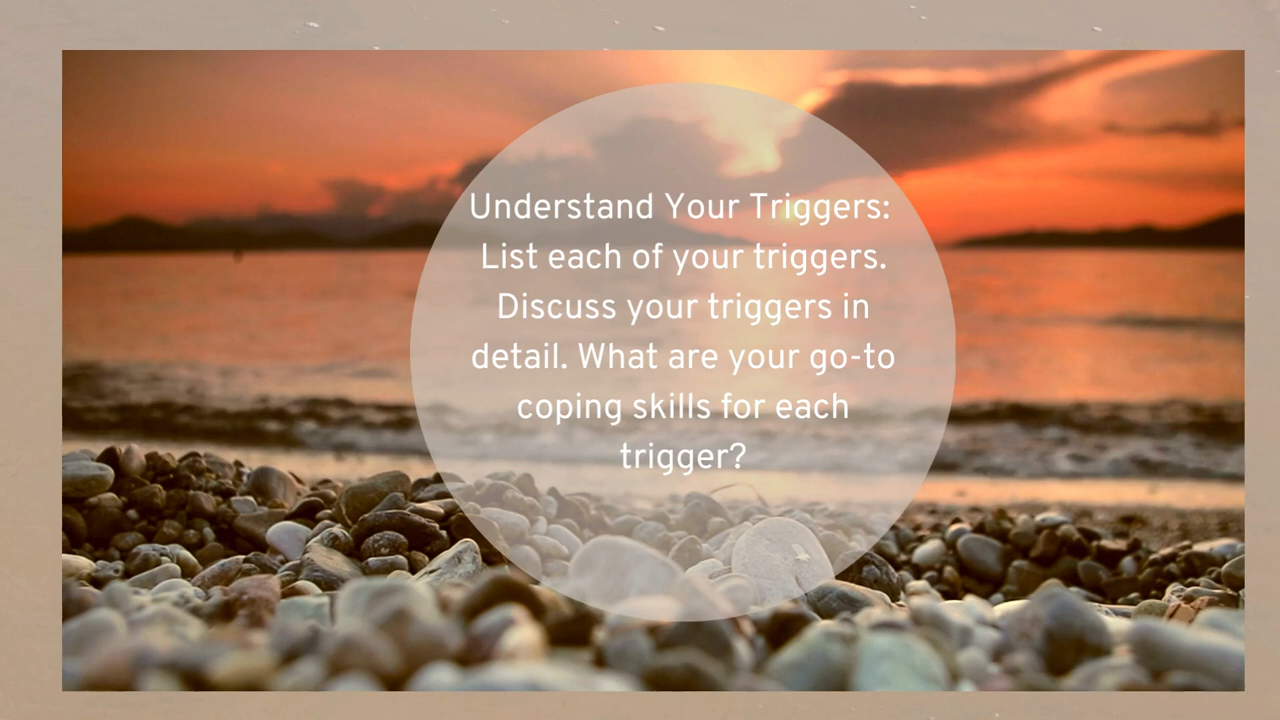 Understand Your Triggers:
List each of your triggers.
Discuss your triggers in
detail. What are your go-to
coping skills for each
trigger?